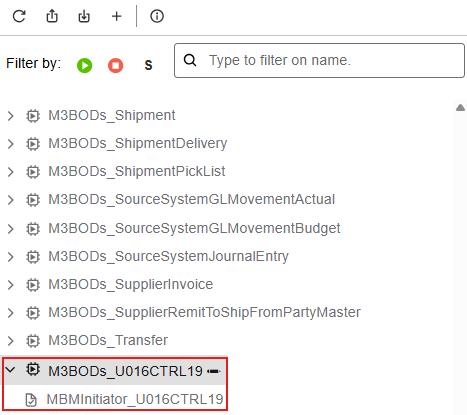 Filter by:
S
Type to filter on name.
M3BODs_Shipment
M3BODs_ShipmentDelivery
M3BODs_ShipmentPickList
M3BODs_SourceSystemGLMovementActual
M3BODs_SourceSystemGLMovementBudget
M3BODs_SourceSystemJournalEntry
M3BODs_SupplierInvoice
M3BODs_SupplierRemitToShipFromPartyMaster
M3BODs_Transfer
M3BODs_U016CTRL19
MBMInitiator_U016CTRL19